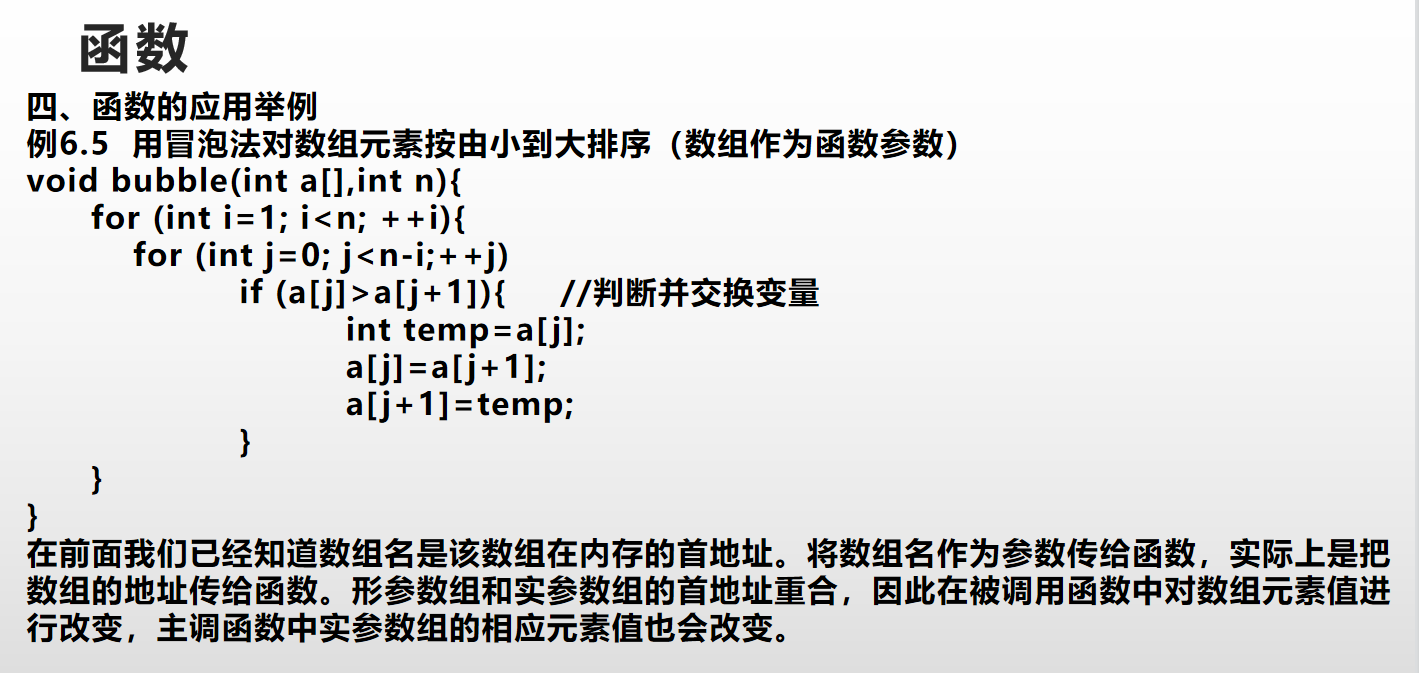 函数
四、函数的应用举例
例6.5 用冒泡法对数组元素按由小到大排序（数组作为函数参数）
void bubble(int a[],int n){
for (int i=1; i<n; ++i){
for (int j=0; j<n-i;++j)
if (a[j]>a[j+1]){ //判断并交换变量
int temp=a[j];
a[j]=a[j+1];
a[j+1]=temp;
}
}
}
在前面我们已经知道数组名是该数组在内存的首地址。将数组名作为参数传给函数，实际上是把
数组的地址传给函数。形参数组和实参数组的首地址重合，因此在被调用函数中对数组元素值进
行改变，主调函数中实参数组的相应元素值也会改变。